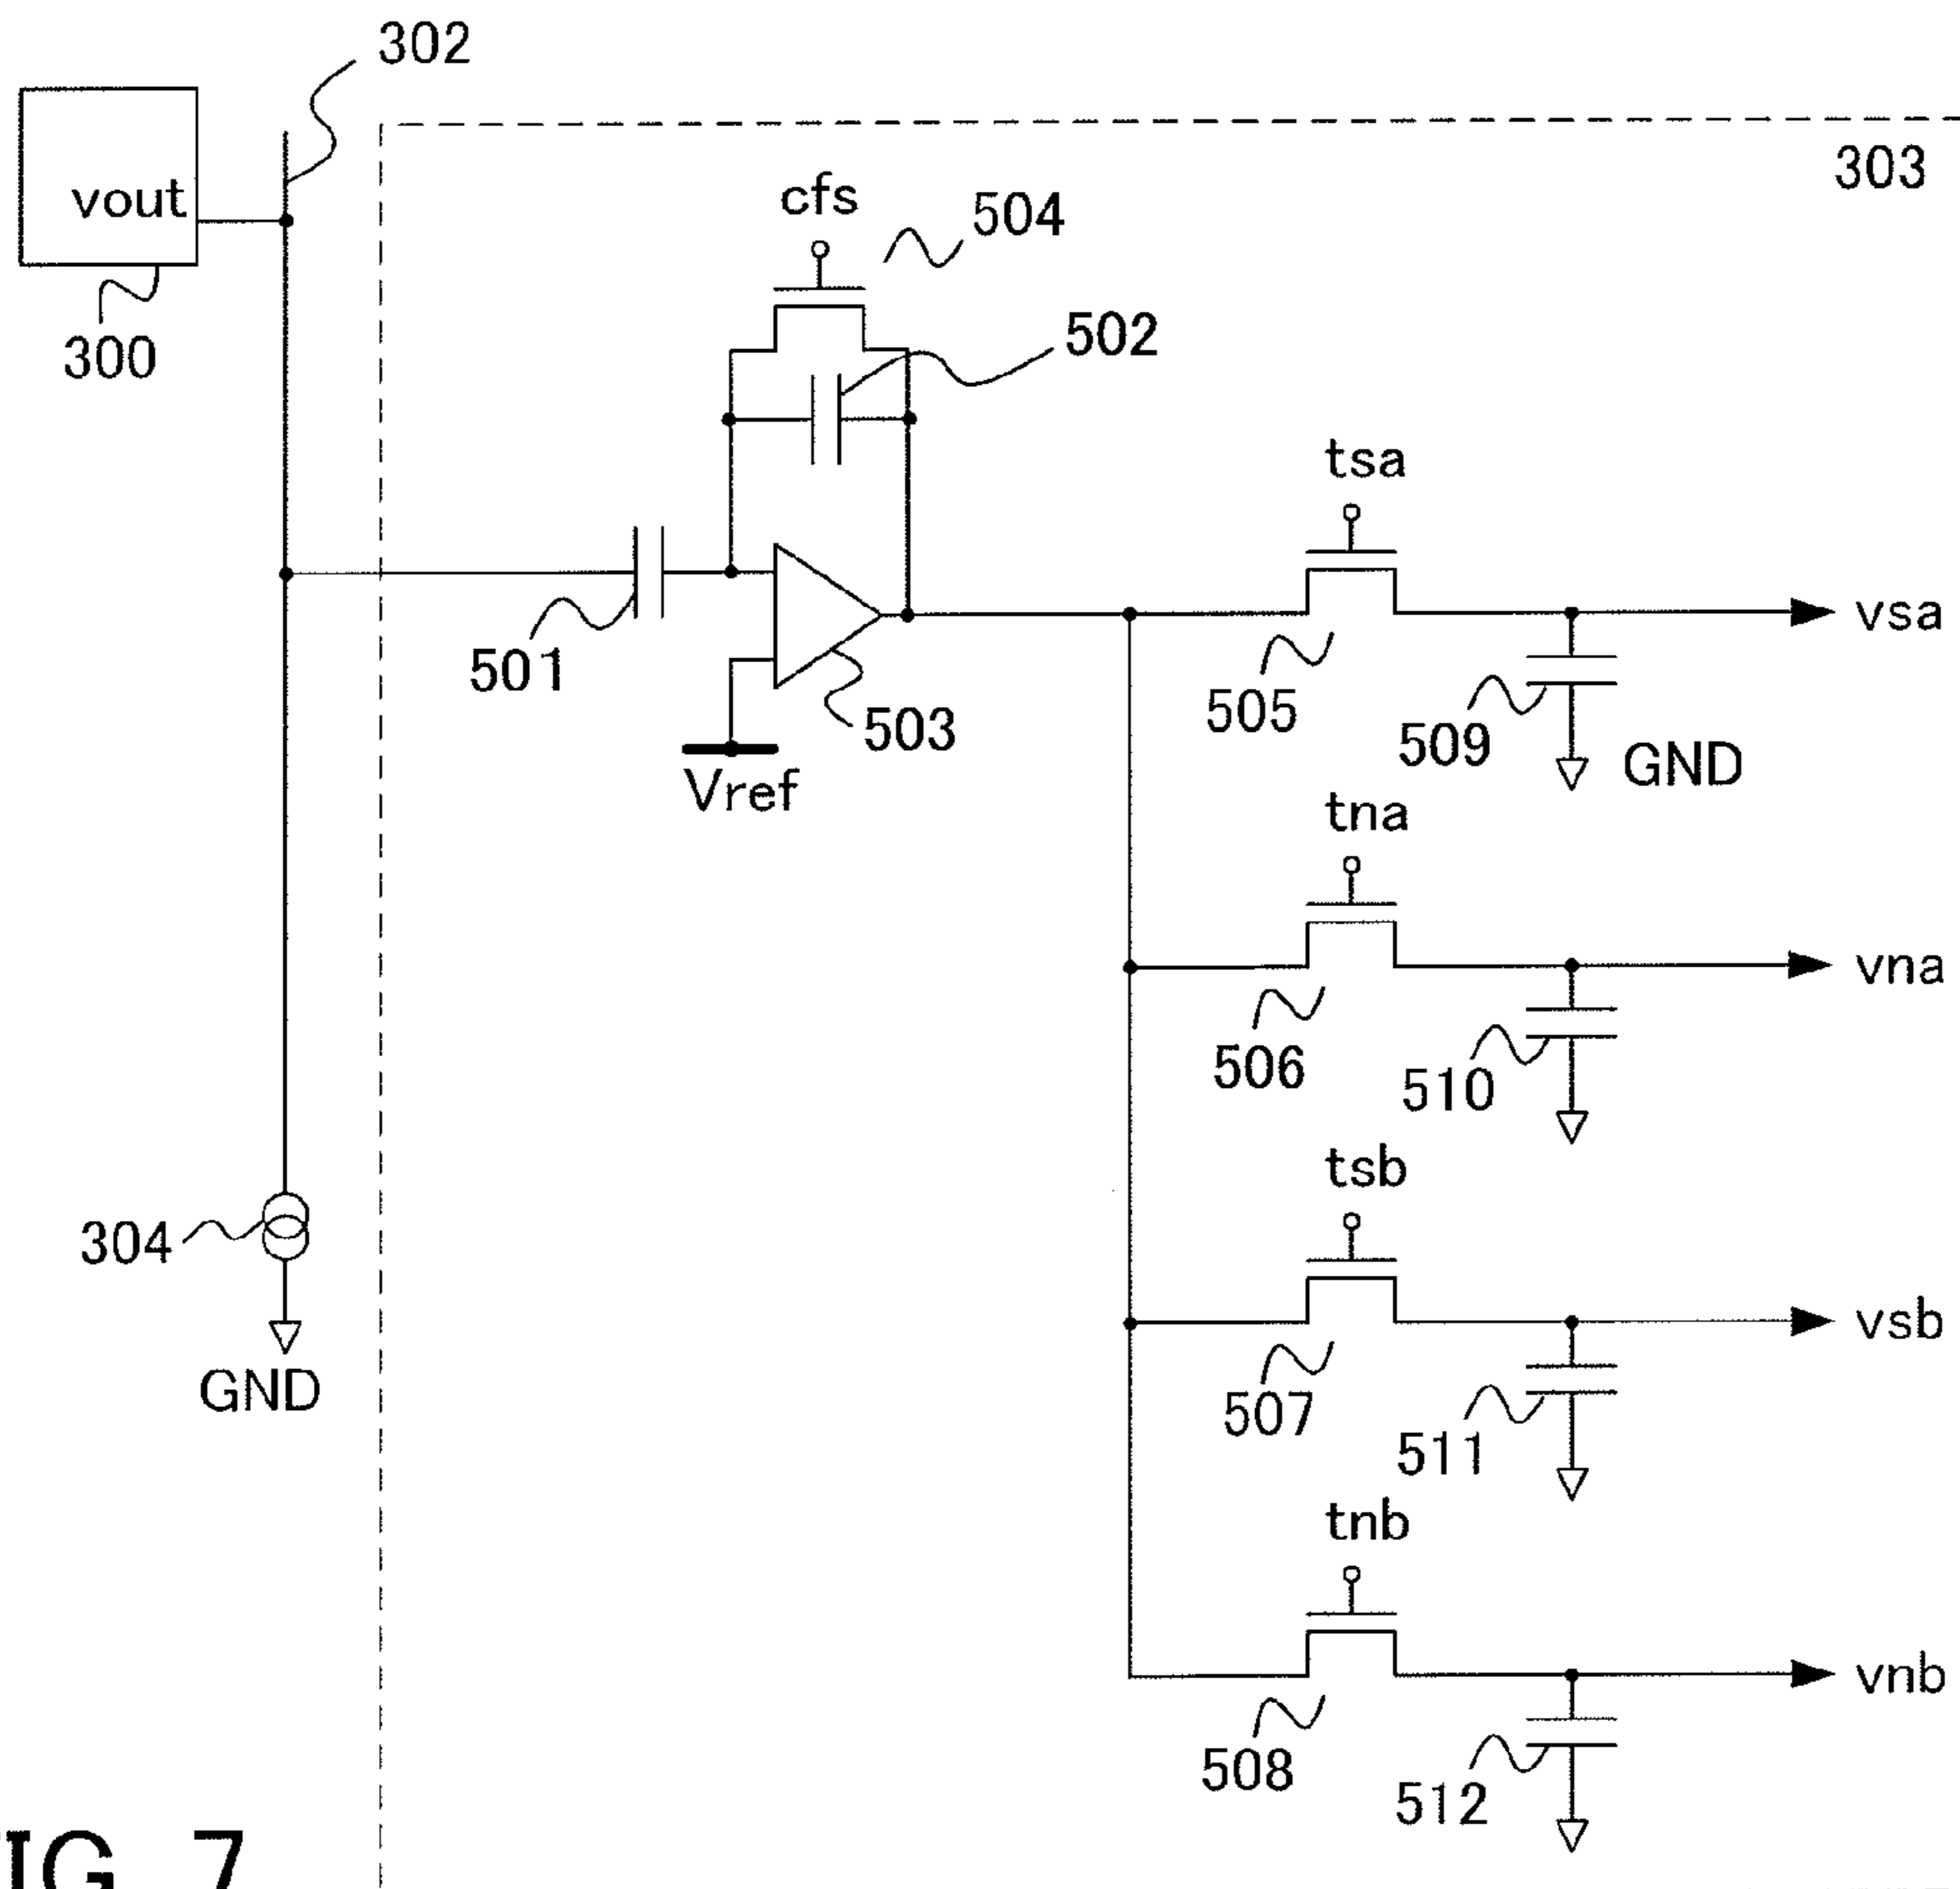 302
303
vout
cfs
504
300
502
tsa
501
503
Vref
505
vsa
509
GND
tna
vna
506
510
tsb
304
vsb
GND
507
511
tnb
vnb
508
512
IG. 7